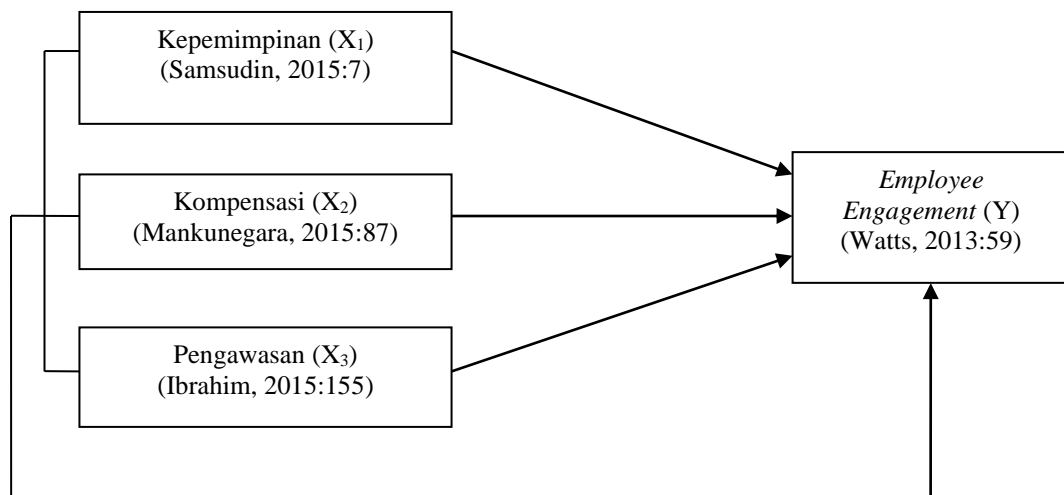 Kepemimpinan (X₁)
(Samsudin, 2015:7)
Kompensasi (X₂)
(Mankunegara, 2015:87)
Pengawasan (X₃)
(Ibrahim, 2015:155)
Employee
Engagement (Y)
(Watts, 2013:59)